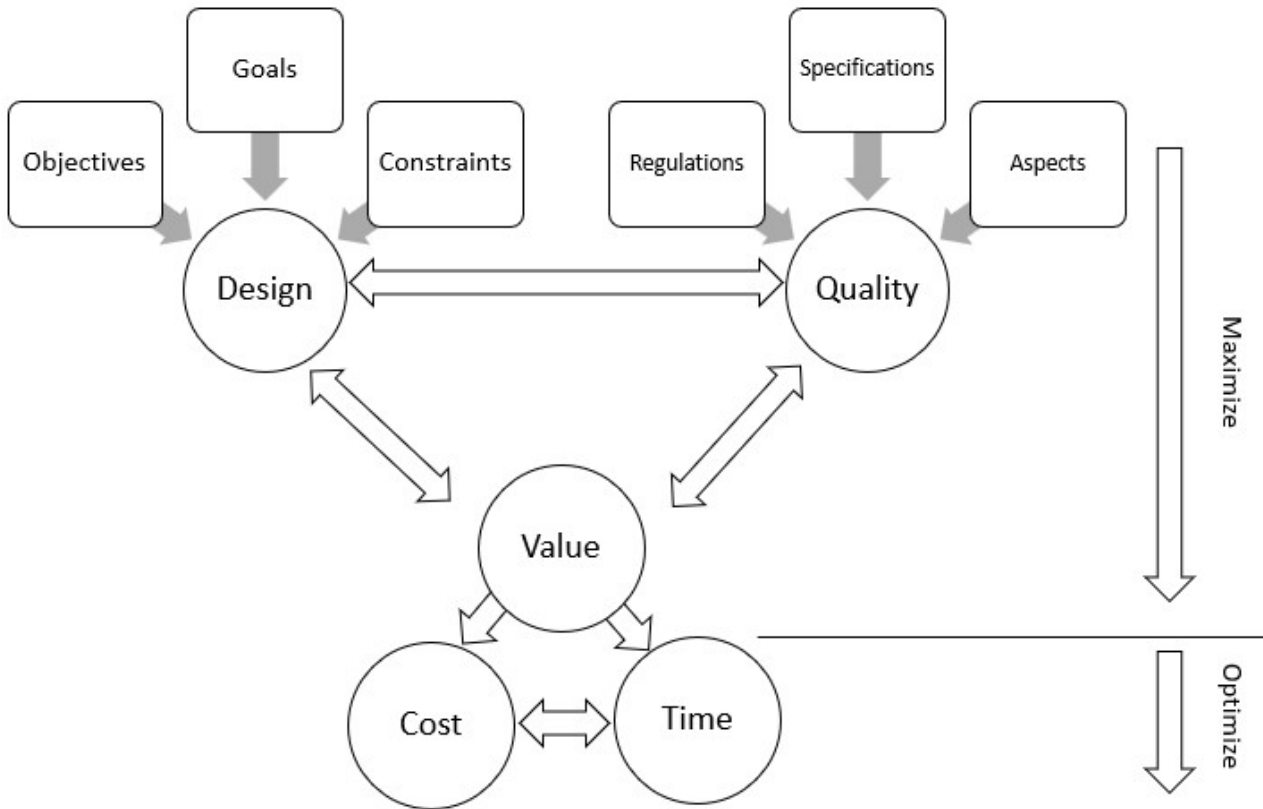 Goals
Specifications
Objectives
Constraints
Regulations
Aspects
Design
Quality
Maximize
Value
Cost
Time
Optimize